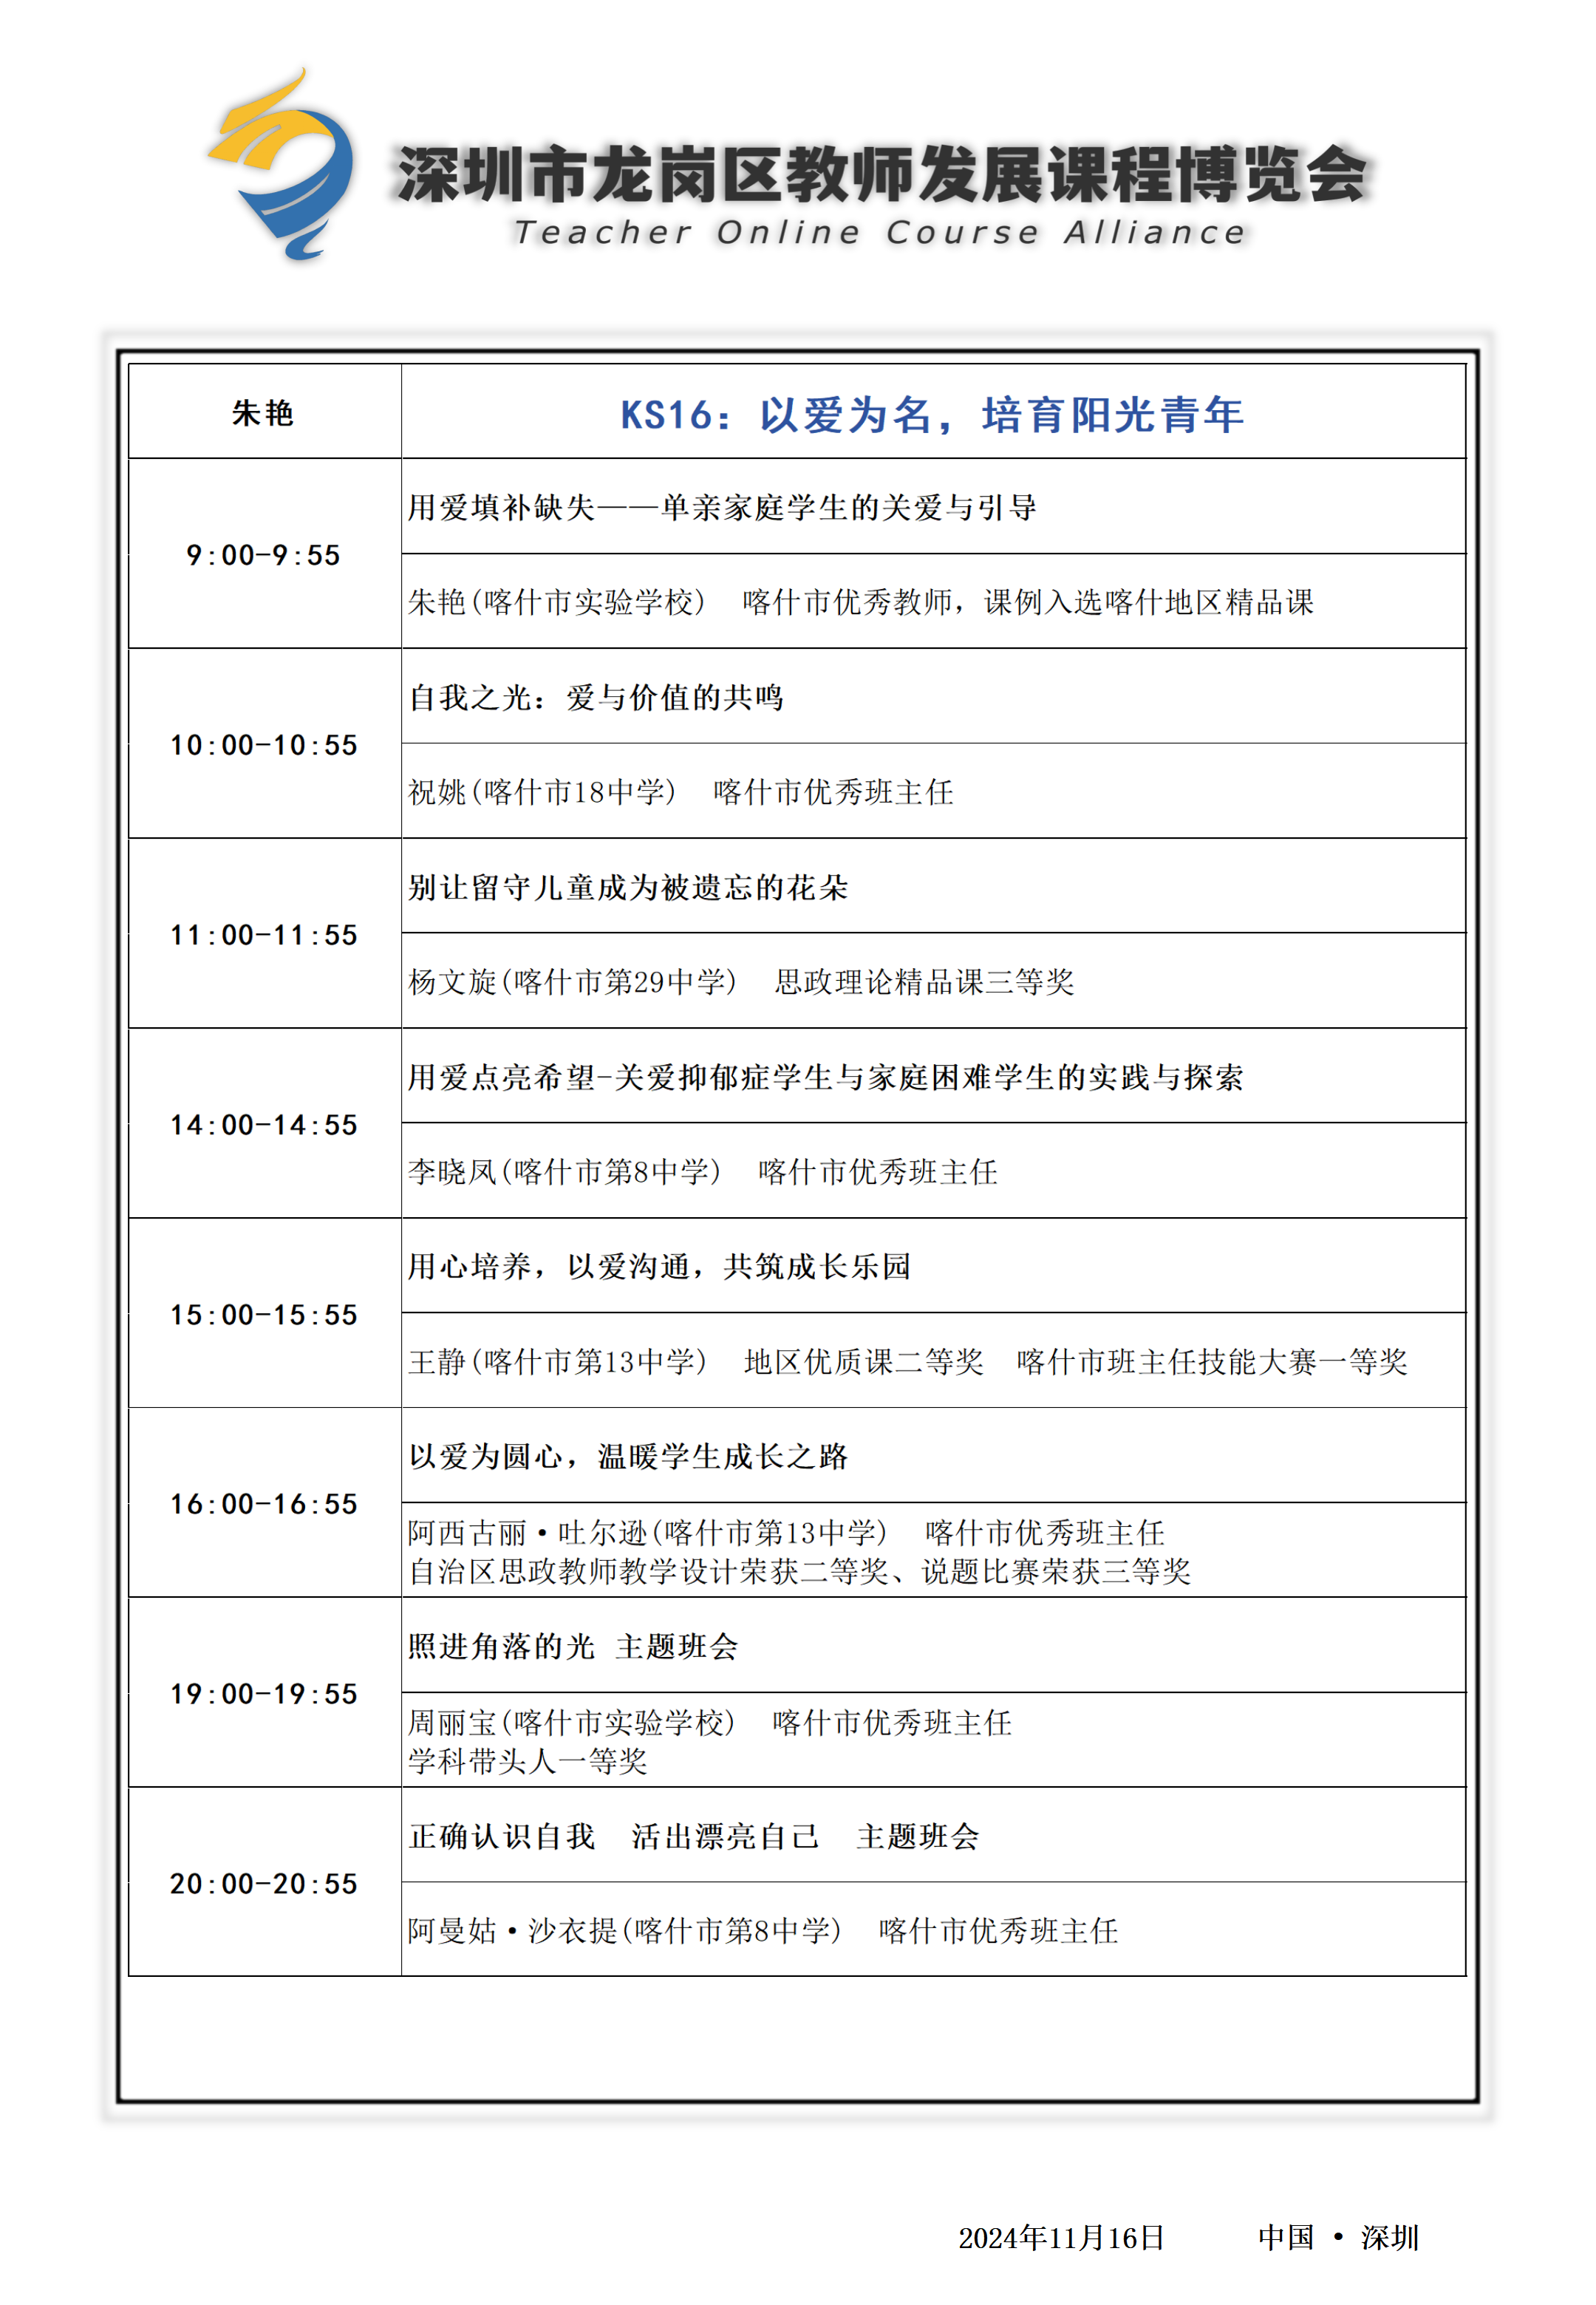 深圳市龙岗区教师发展课程博览会
Teacher Online Course Alliance
朱艳
KS16：以爱为名，培育阳光青年
9:00-9:55
用爱填补缺失——单亲家庭学生的关爱与引导
朱艳(喀什市实验学校) 喀什市优秀教师，课例入选喀什地区精品课
10:00-10:55
自我之光：爱与价值的共鸣
祝姚(喀什市18中学) 喀什市优秀班主任
11:00-11:55
别让留守儿童成为被遗忘的花朵
杨文旋(喀什市第29中学) 思政理论精品课三等奖
14:00-14:55
用爱点亮希望-关爱抑郁症学生与家庭困难学生的实践与探索
李晓凤(喀什市第8中学) 喀什市优秀班主任
15:00-15:55
用心培养，以爱沟通，共筑成长乐园
王静(喀什市第13中学) 地区优质课二等奖 喀什市班主任技能大赛一等奖
16:00-16:55
以爱为圆心，温暖学生成长之路
阿西古丽·吐尔逊(喀什市第13中学) 喀什市优秀班主任
自治区思政教师教学设计荣获二等奖、说题比赛荣获三等奖
19:00-19:55
照进角落的光 主题班会
周丽宝(喀什市实验学校) 喀什市优秀班主任
学科带头人一等奖
20:00-20:55
正确认识自我 活出漂亮自己 主题班会
阿曼姑·沙衣提(喀什市第8中学) 喀什市优秀班主任
2024年11月16日 中国 · 深圳